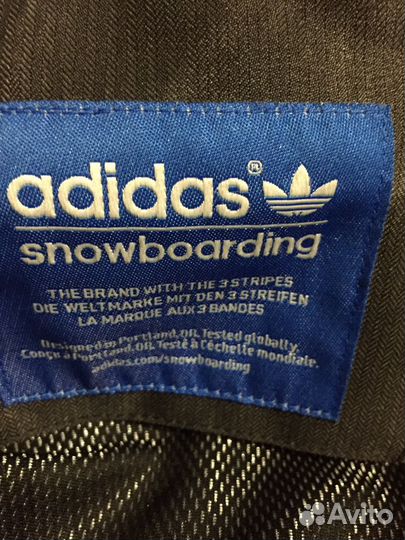 adidas®
snowboarding
THE BRAND WITH THE 3 STRIPES
DIE WELTMARKE MIT DEN 3 STREIFEN
LA MARQUE AUX 3 BANDES
Designed in Portland, OR. Tested globally.
Conçu à Portland, OR. Testé à l'échelle mondiale.
adidas.com/snowboarding
Avito